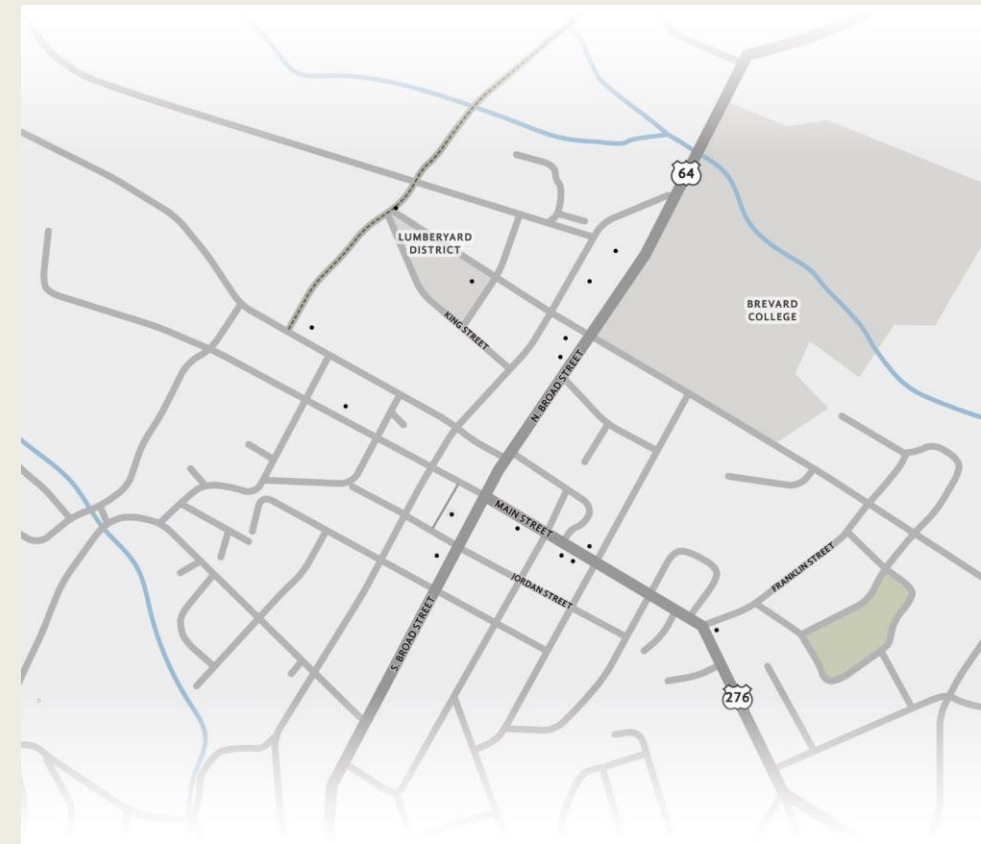 64
LUMBERYARD
DISTRICT
BREVARD
COLLEGE
KING STREET
N. BROAD STREET
MAIN STREET
FRANKLIN STREET
JORDAN STREET
S. BROAD STREET
276